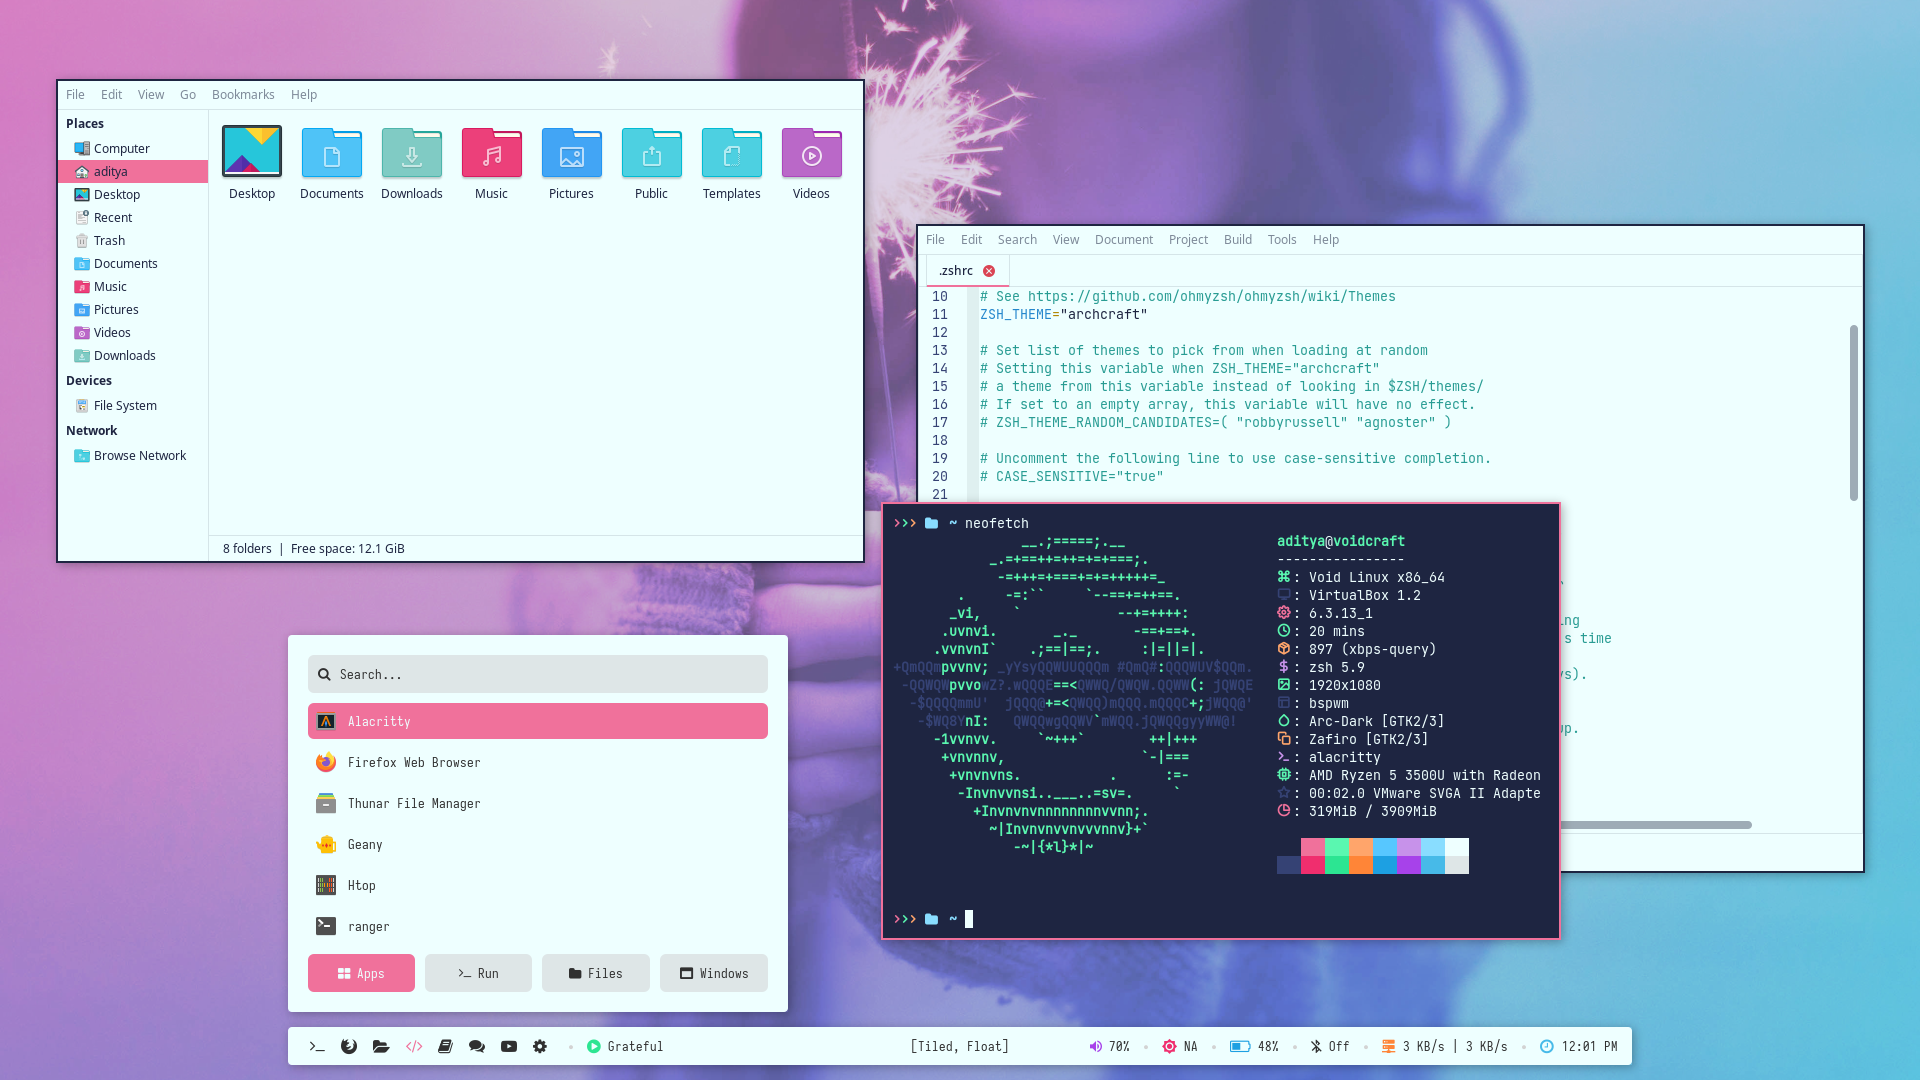 File Edit View Go Bookmarks Help
Places
Computer
aditya
Desktop
Recent
Trash
Documents
Music
Pictures
Videos
Downloads
Devices
File System
Network
Browse Network
Desktop Documents Downloads Music Pictures Public Templates Videos
8 folders | Free space: 12.1 GiB
File Edit Search View Document Project Build Tools Help
.zshrc
10 # See https://github.com/ohmyzsh/ohmyzsh/wiki/Themes
11 ZSH_THEME="archcraft"
12
13 # Set list of themes to pick from when loading at random
14 # Setting this variable when ZSH_THEME="archcraft"
15 # a theme from this variable instead of looking in $ZSH/themes/
16 # If set to an empty array, this variable will have no effect.
17 # ZSH_THEME_RANDOM_CANDIDATES=( "robbyrussell" "agnoster" )
18
19 # Uncomment the following line to use case-sensitive completion.
20 # CASE_SENSITIVE="true"
21
ing
s time
ys).
up.
~ neofetch
aditya@voidcraft
----------------
: Void Linux x86_64
: VirtualBox 1.2
: 6.3.13_1
: 20 mins
: 897 (xbps-query)
: zsh 5.9
: 1920x1080
: bspwm
: Arc-Dark [GTK2/3]
: Zafiro [GTK2/3]
: alacritty
: AMD Ryzen 5 3500U with Radeon
: 00:02.0 VMware SVGA II Adapte
: 319MiB / 3909MiB
~
Search...
Alacritty
Firefox Web Browser
Thunar File Manager
Geany
Htop
ranger
Apps Run Files Windows
Grateful [Tiled, Float] 70% NA 48% Off 3 KB/s | 3 KB/s 12:01 PM